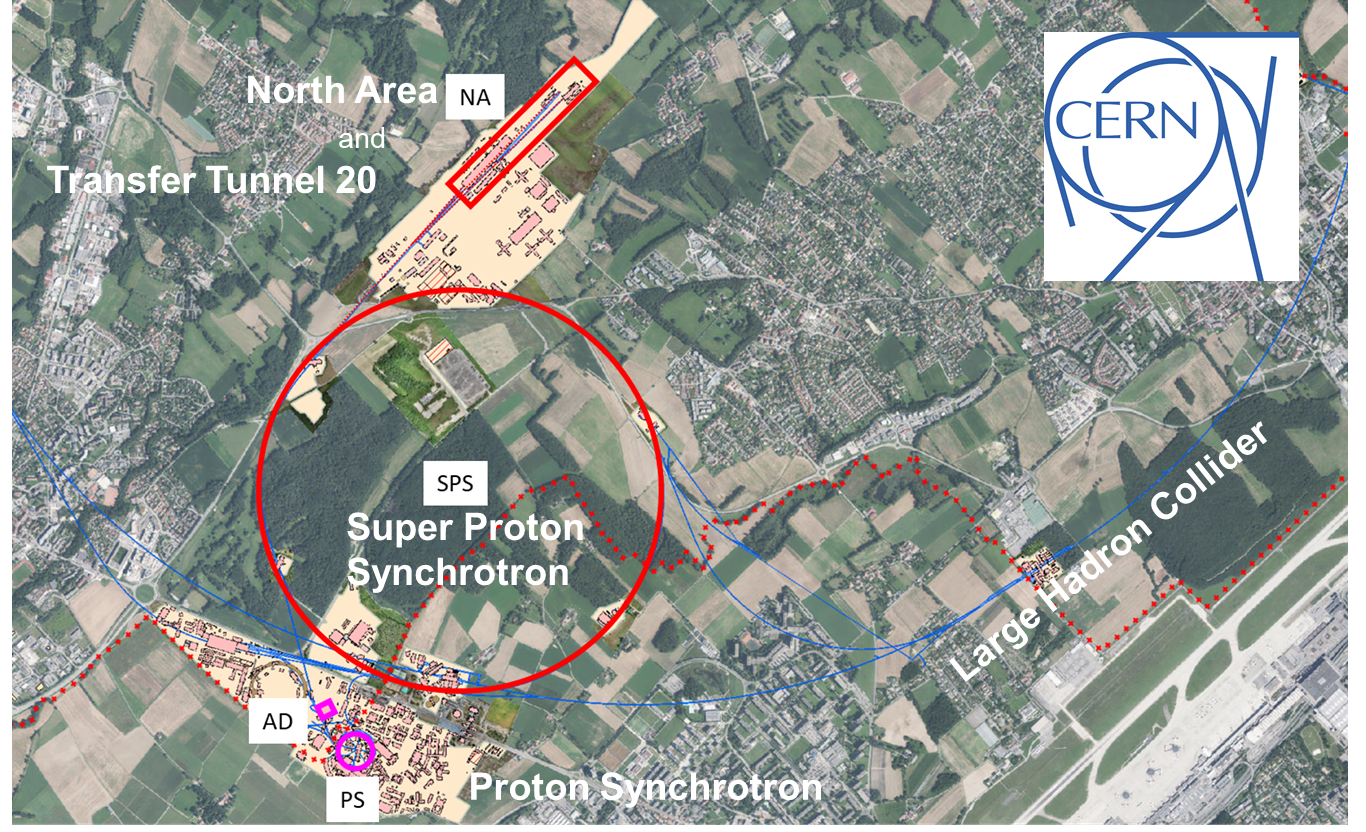 North Area
NA
and
Transfer Tunnel 20
CERN
SPS
Super Proton
Synchrotron
Large Hadron Collider
AD
PS
Proton Synchrotron